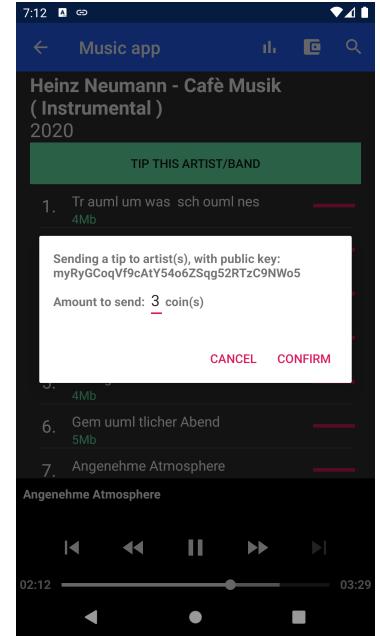 7:12
Music app
Heinz Neumann - Cafè Musik
( Instrumental )
2020
TIP THIS ARTIST/BAND
1. Tr auml um was sch ouml nes
4Mb
Sending a tip to artist(s), with public key:
myRyGCoqVf9cAtY54o6ZSqg52RTzC9NWo5
Amount to send: 3 coin(s)
CANCEL CONFIRM
4Mb
6. Gem uuml tlicher Abend
5Mb
7. Angenehme Atmosphere
Angenehme Atmosphere
02:12 03:29